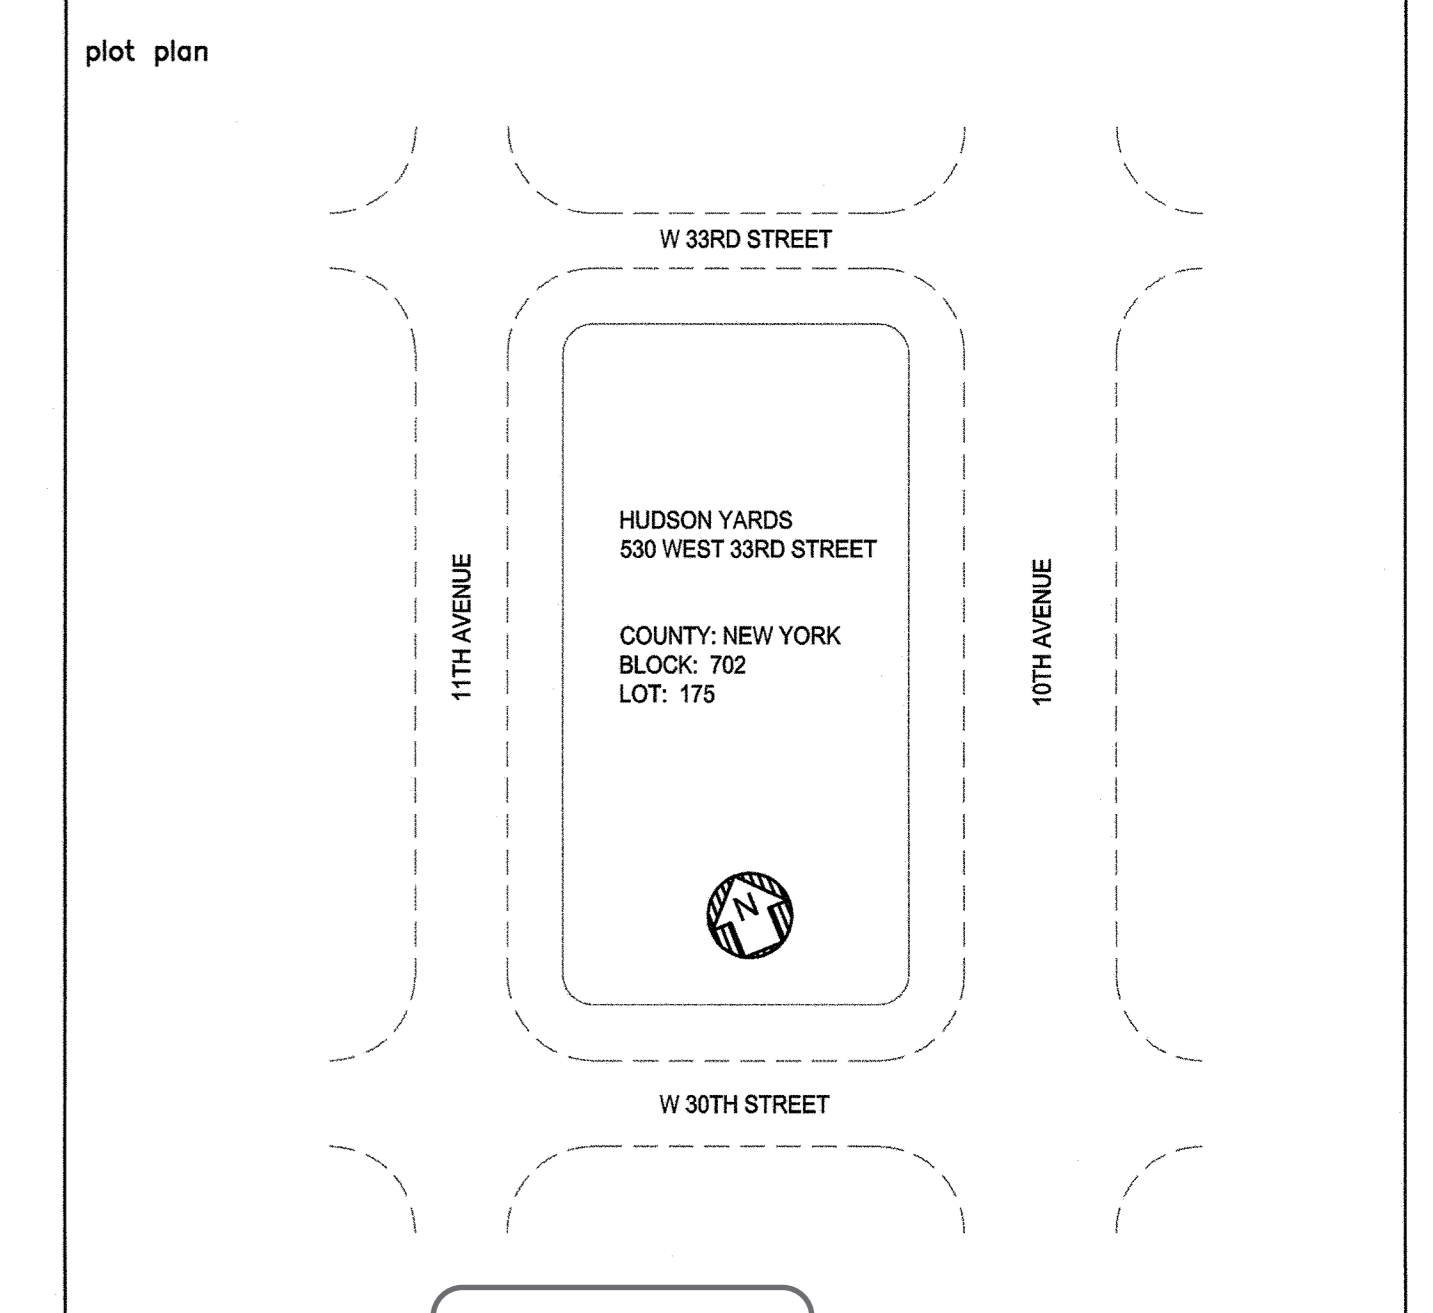 plot plan
W 33RD STREET
HUDSON YARDS
530 WEST 33RD STREET
11TH AVENUE
10TH AVENUE
COUNTY: NEW YORK
BLOCK: 702
LOT: 175
N
W 30TH STREET